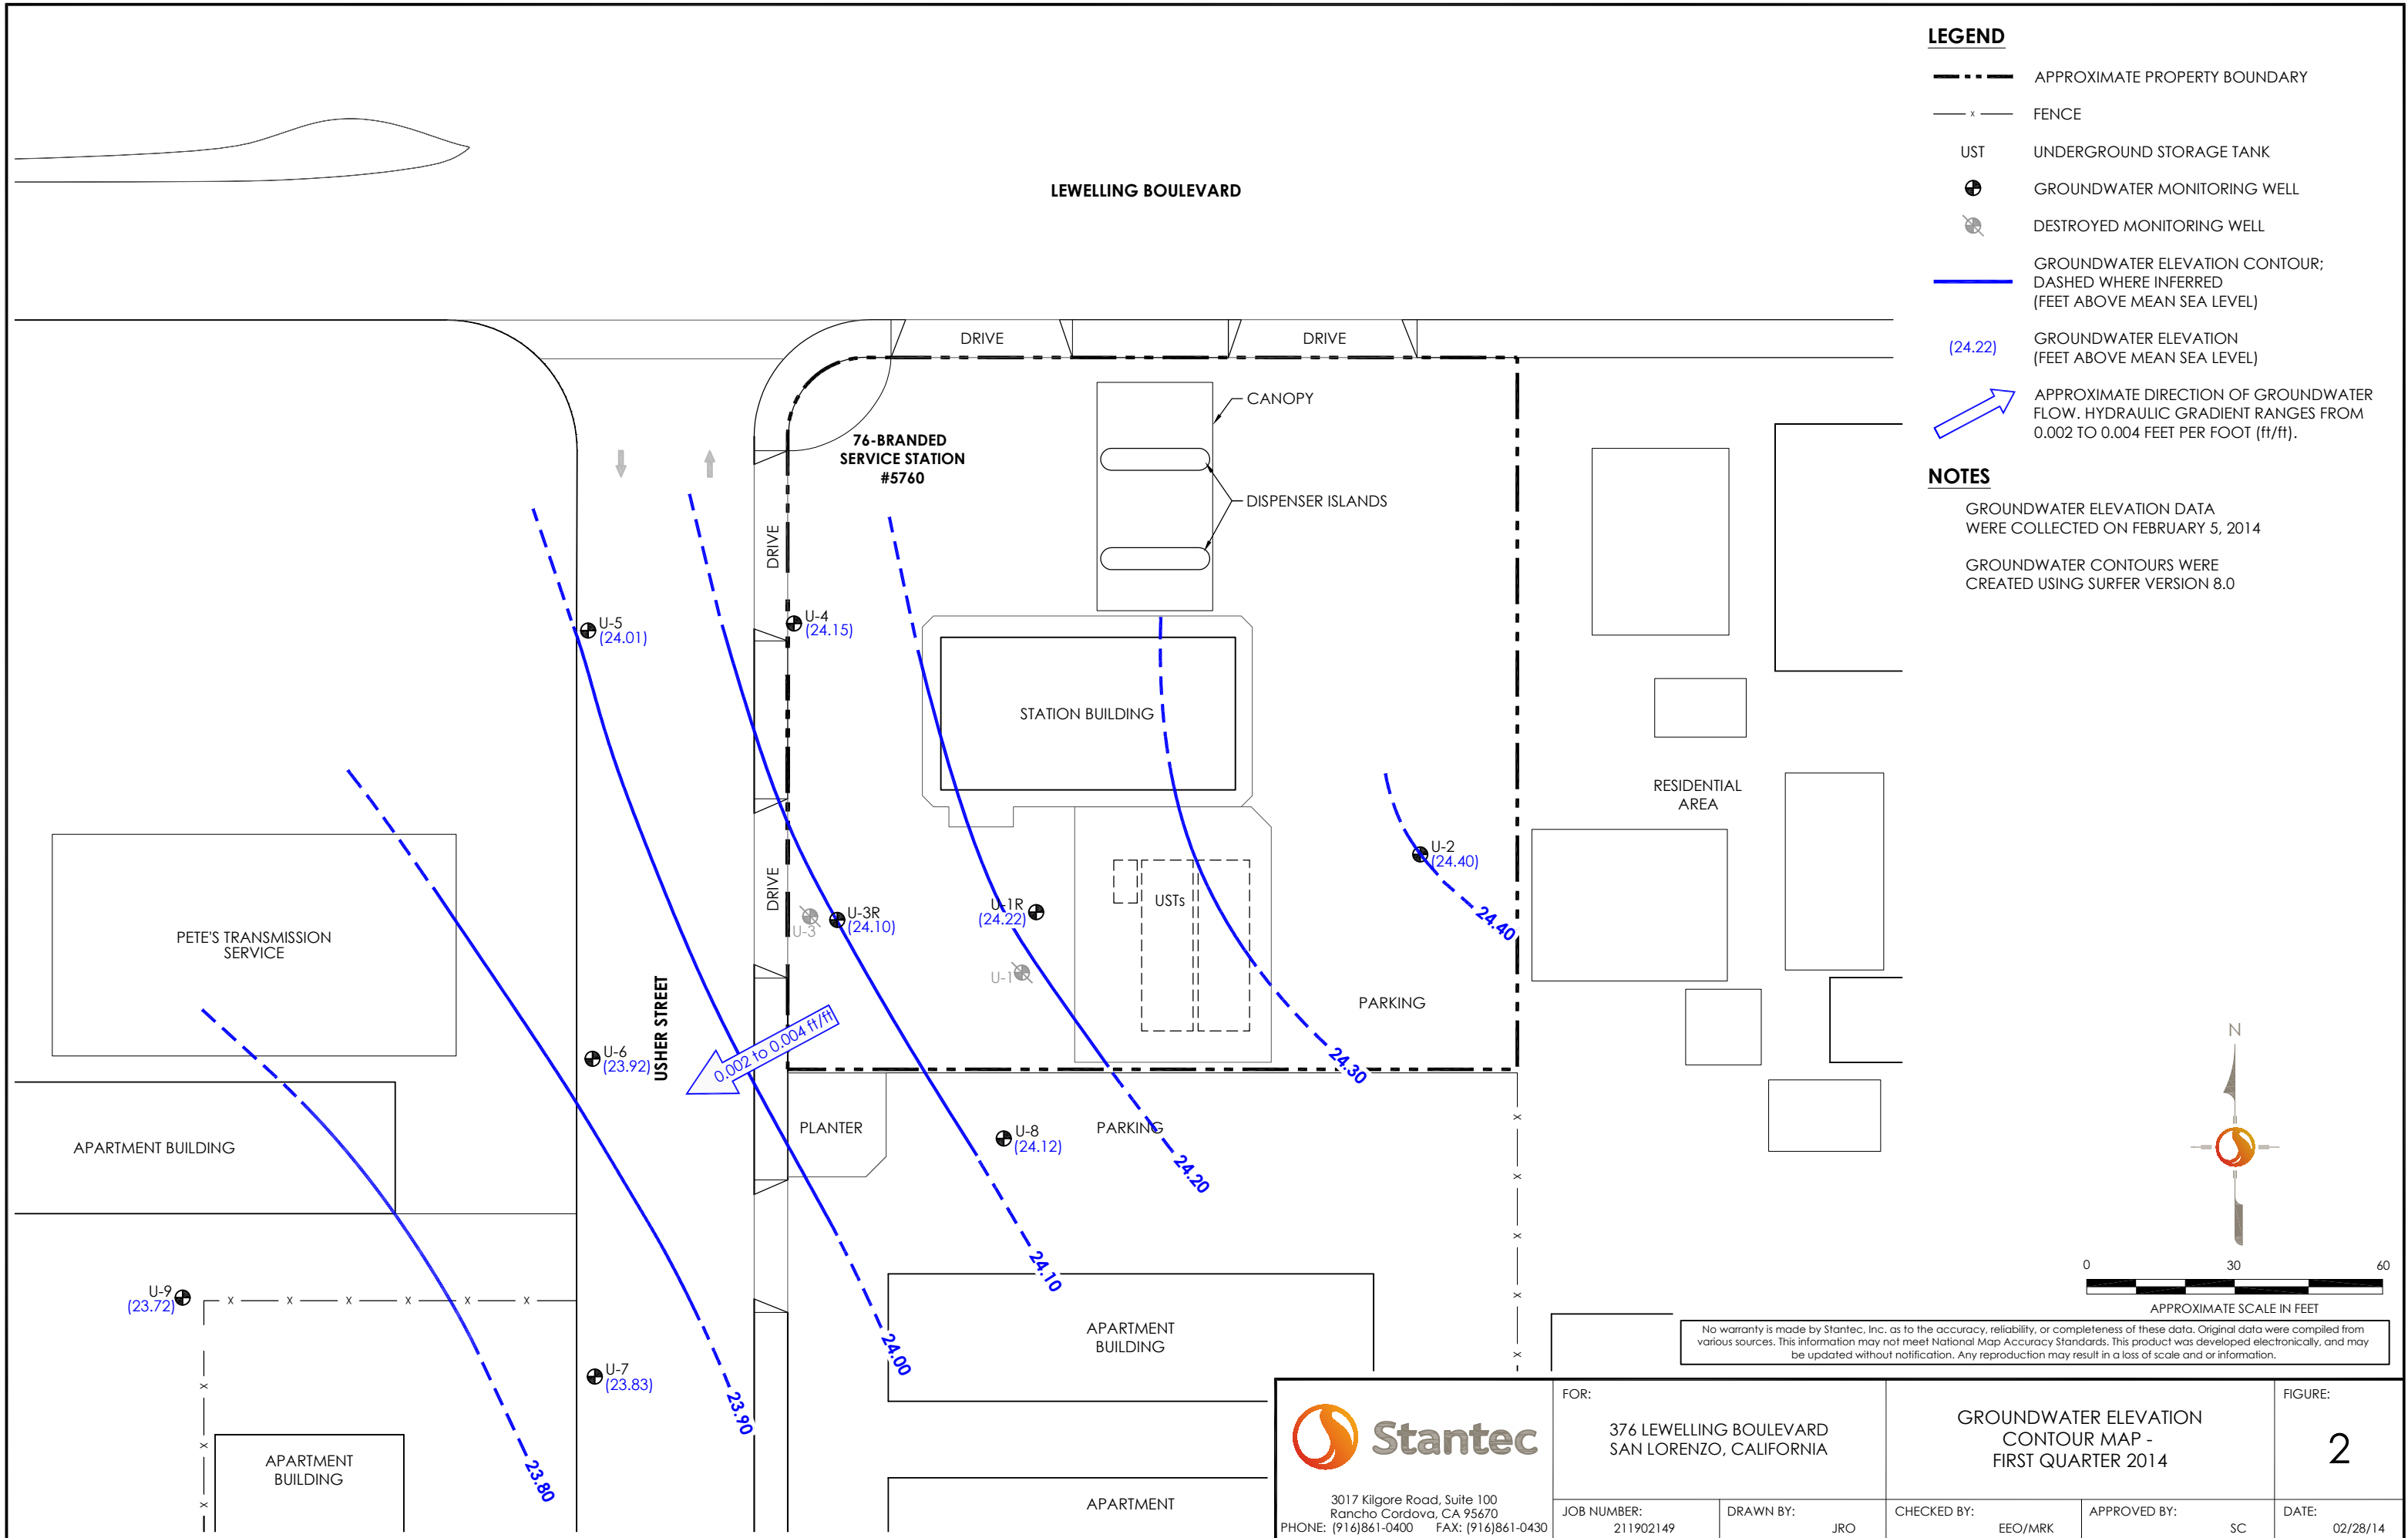 LEGEND
APPROXIMATE PROPERTY BOUNDARY
x
FENCE
UST
UNDERGROUND STORAGE TANK
GROUNDWATER MONITORING WELL
DESTROYED MONITORING WELL
GROUNDWATER ELEVATION CONTOUR;
DASHED WHERE INFERRED
(FEET ABOVE MEAN SEA LEVEL)
(24.22)
GROUNDWATER ELEVATION
(FEET ABOVE MEAN SEA LEVEL)
APPROXIMATE DIRECTION OF GROUNDWATER
FLOW. HYDRAULIC GRADIENT RANGES FROM
0.002 TO 0.004 FEET PER FOOT (ft/ft).
NOTES
GROUNDWATER ELEVATION DATA
WERE COLLECTED ON FEBRUARY 5, 2014
GROUNDWATER CONTOURS WERE
CREATED USING SURFER VERSION 8.0
LEWELLING BOULEVARD
DRIVE
DRIVE
CANOPY
76-BRANDED
SERVICE STATION
#5760
DISPENSER ISLANDS
DRIVE
U-5
(24.01)
U-4
(24.15)
STATION BUILDING
RESIDENTIAL
AREA
U-2
(24.40)
DRIVE
USTs
U-1R
(24.22)
U-3R
(24.10)
U-3
24.40
PETE'S TRANSMISSION
SERVICE
U-1
PARKING
USHER STREET
0.002 to 0.004 ft/ft
U-6
(23.92)
24.30
N
PLANTER
U-8
(24.12)
PARKING
APARTMENT BUILDING
24.20
24.10
U-9
(23.72)
x x x x x x
x
x
x
x
x
x
0 30 60
APPROXIMATE SCALE IN FEET
APARTMENT
BUILDING
24.00
U-7
(23.83)
23.90
x
x
x
APARTMENT
BUILDING
23.80
APARTMENT
No warranty is made by Stantec, Inc. as to the accuracy, reliability, or completeness of these data. Original data were compiled from
various sources. This information may not meet National Map Accuracy Standards. This product was developed electronically, and may
be updated without notification. Any reproduction may result in a loss of scale and or information.
Stantec
3017 Kilgore Road, Suite 100
Rancho Cordova, CA 95670
PHONE: (916)861-0400 FAX: (916)861-0430
FOR:
376 LEWELLING BOULEVARD
SAN LORENZO, CALIFORNIA
GROUNDWATER ELEVATION
CONTOUR MAP -
FIRST QUARTER 2014
FIGURE:
2
JOB NUMBER:
211902149
DRAWN BY:
JRO
CHECKED BY:
EEO/MRK
APPROVED BY:
SC
DATE:
02/28/14